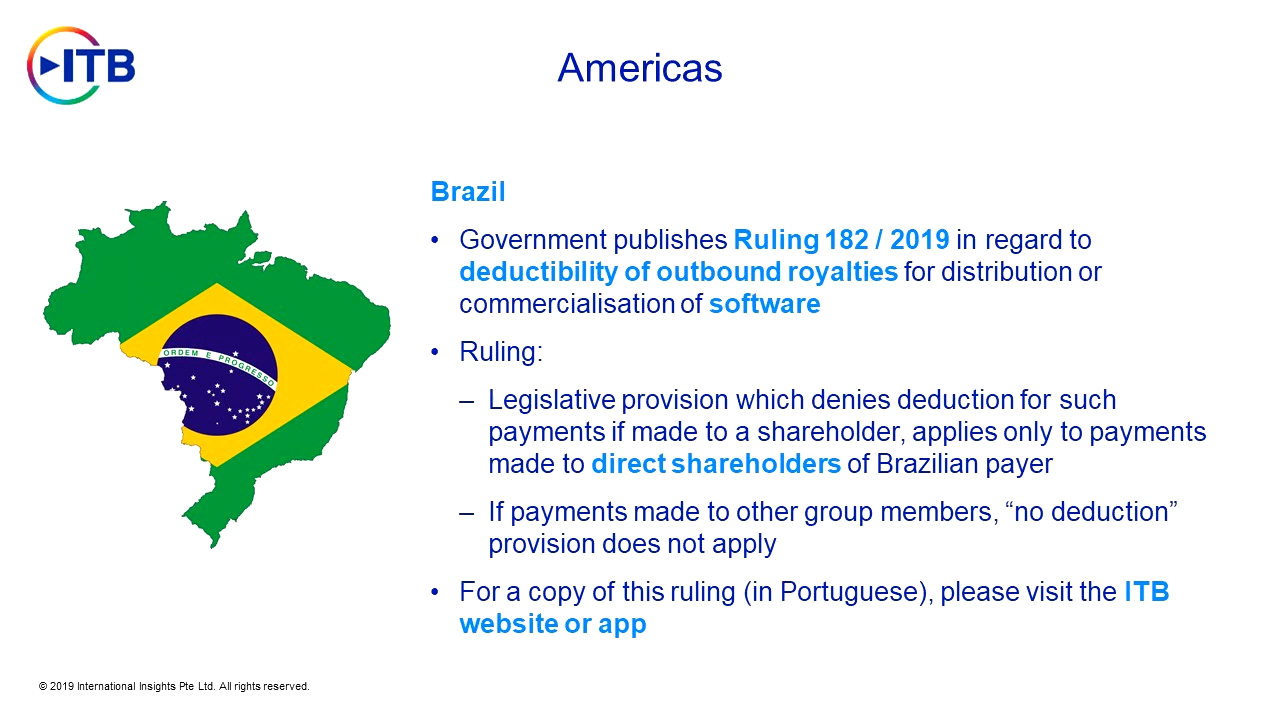 ITB
Americas
Brazil
• Government publishes Ruling 182 / 2019 in regard to
deductibility of outbound royalties for distribution or
commercialisation of software
• Ruling:
– Legislative provision which denies deduction for such
payments if made to a shareholder, applies only to payments
made to direct shareholders of Brazilian payer
– If payments made to other group members, “no deduction”
provision does not apply
• For a copy of this ruling (in Portuguese), please visit the ITB
website or app
ORDEM E PROGRESSO
© 2019 International Insights Pte Ltd. All rights reserved.